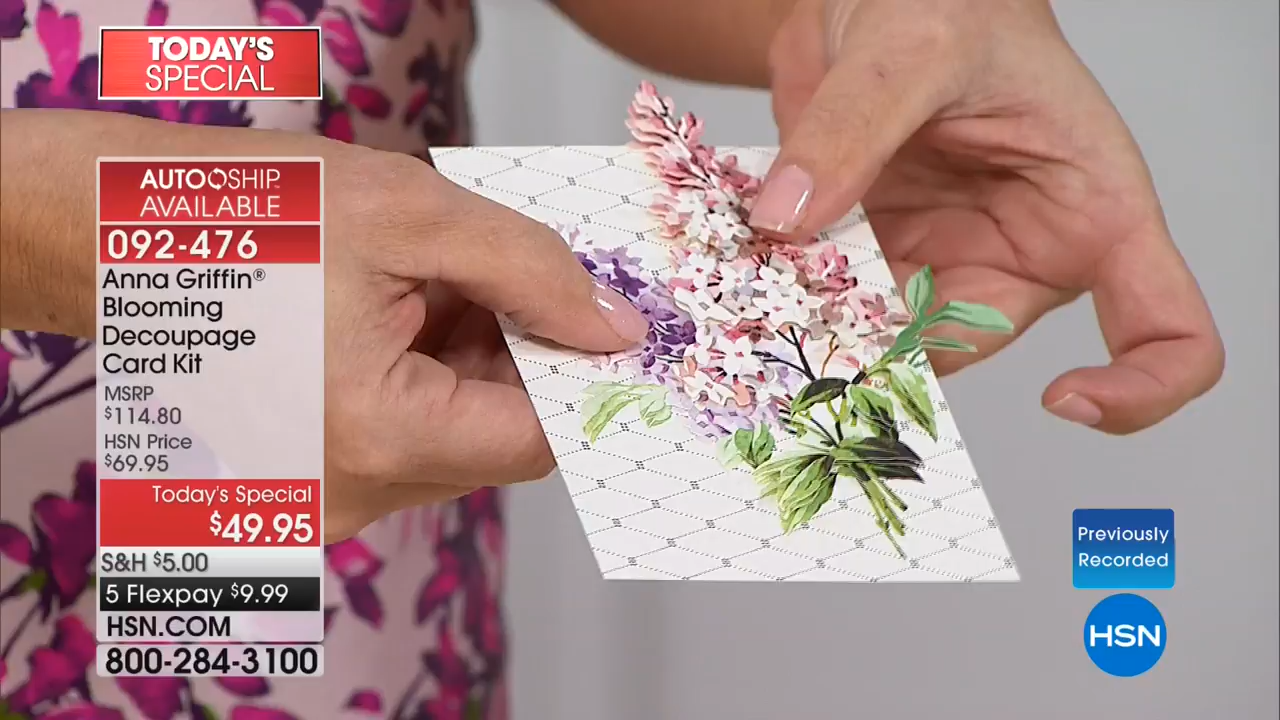 TODAY'S
SPECIAL
AUTOSHIP
AVAILABLE
092-476
Anna Griffin®
Blooming
Decoupage
Card Kit
MSRP
$114.80
HSN Price
$69.95
Today's Special
$49.95
S&H $5.00
5 Flexpay $9.99
HSN.COM
800-284-3100
Previously
Recorded
HSN